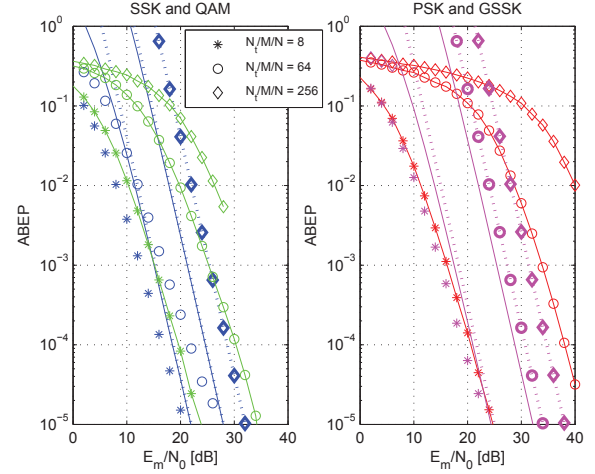 SSK and QAM
PSK and GSSK
N_t/M/N = 8
N_t/M/N = 64
N_t/M/N = 256
ABEP
10^0
10^-1
10^-2
10^-3
10^-4
10^-5
0 10 20 30 40
E_m/N_0 [dB]
ABEP
10^0
10^-1
10^-2
10^-3
10^-4
10^-5
0 10 20 30 40
E_m/N_0 [dB]